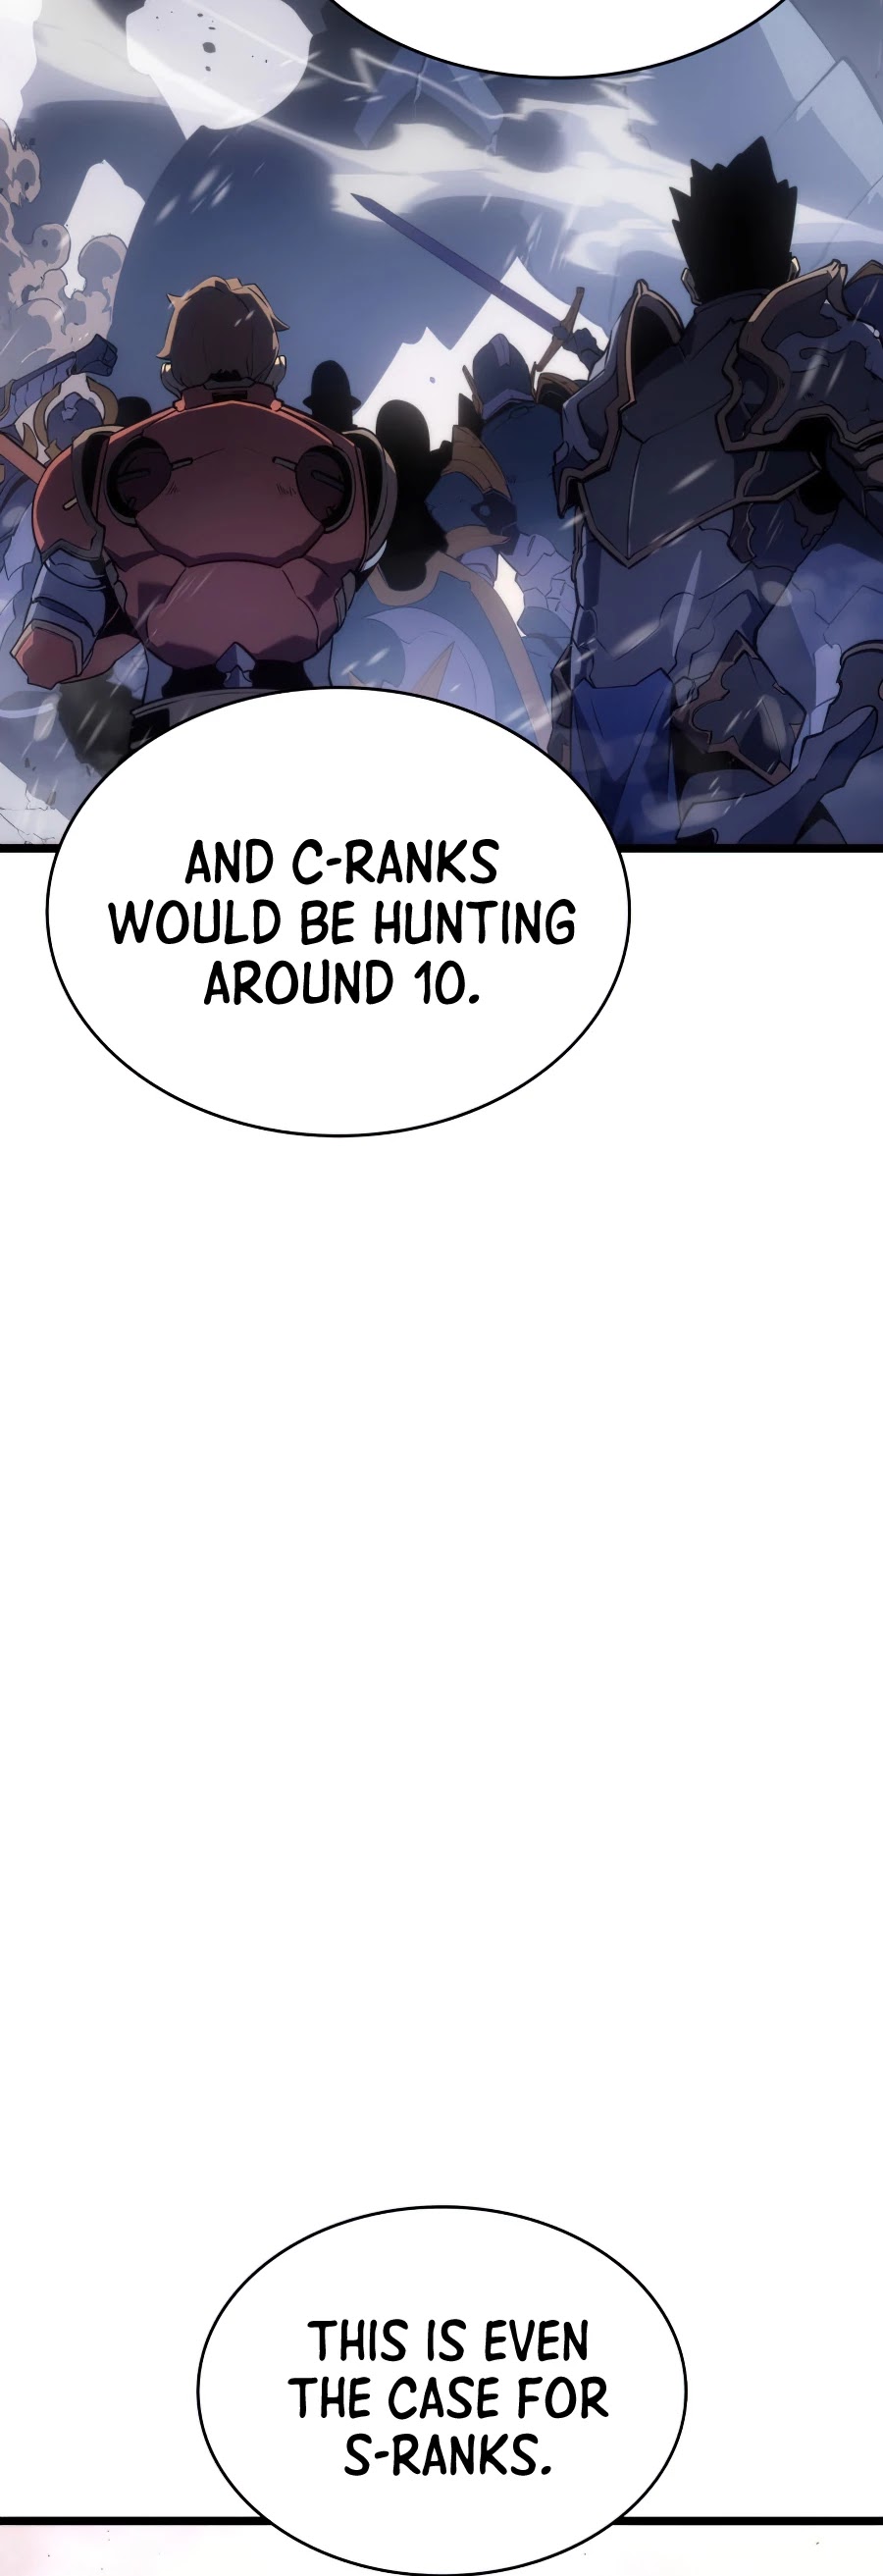 AND C-RANKS
WOULD BE HUNTING
AROUND 10.
THIS IS EVEN
THE CASE FOR
S-RANKS.